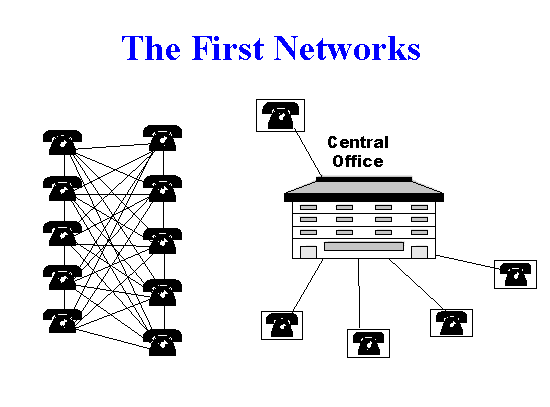 The First Networks
Central
Office